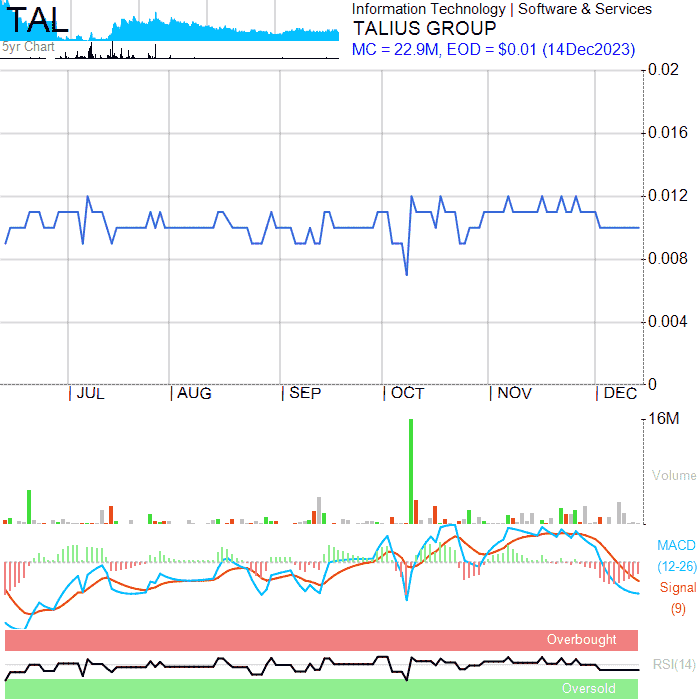 TAL
5yr Chart
Information Technology | Software & Services
TALIUS GROUP
MC = 22.9M, EOD = $0.01 (14Dec2023)
0.02
0.016
0.012
0.008
0.004
0
JUL
AUG
SEP
OCT
NOV
DEC
16M
Volume
MACD
(12-26)
Signal
(9)
Overbought
RSI(14)
Oversold